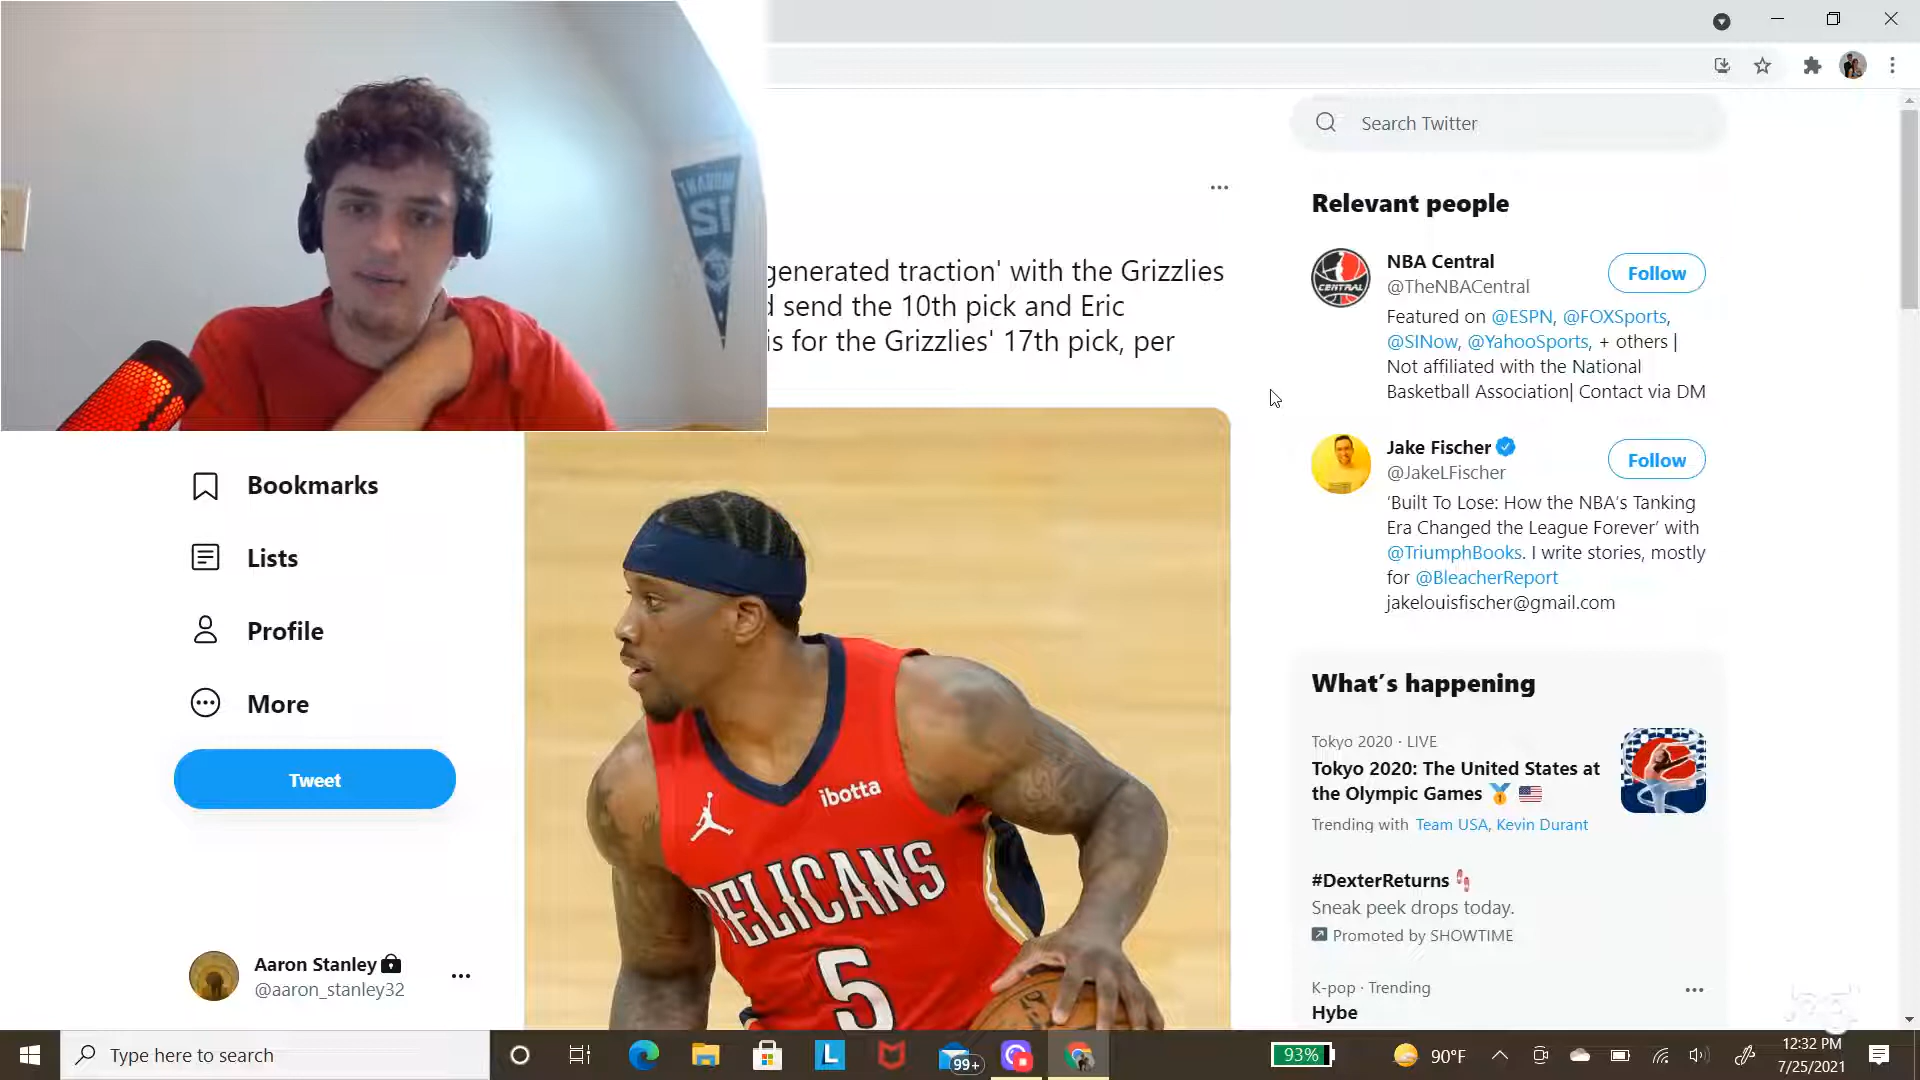 Search Twitter
generated traction' with the Grizzlies
send the 10th pick and Eric
is for the Grizzlies' 17th pick, per
Relevant people
NBA Central
@TheNBACentral
Follow
Featured on @ESPN, @FOXSports,
@SINow, @YahooSports, + others |
Not affiliated with the National
Basketball Association| Contact via DM
CENTRAL
Jake Fischer
@JakeLFischer
Follow
‘Built To Lose: How the NBA’s Tanking
Era Changed the League Forever’ with
@TriumphBooks. I write stories, mostly
for @BleacherReport
jakelouisfischer@gmail.com
Bookmarks
Lists
Profile
More
Tweet
Aaron Stanley
@aaron_stanley32
ibotta
PELICANS
5
What’s happening
Tokyo 2020 · LIVE
Tokyo 2020: The United States at
the Olympic Games
Trending with Team USA, Kevin Durant
#DexterReturns
Sneak peek drops today.
Promoted by SHOWTIME
K-pop · Trending
Hybe
MORANT
12
Type here to search
L
99+
93%
90°F
12:32 PM
7/25/2021